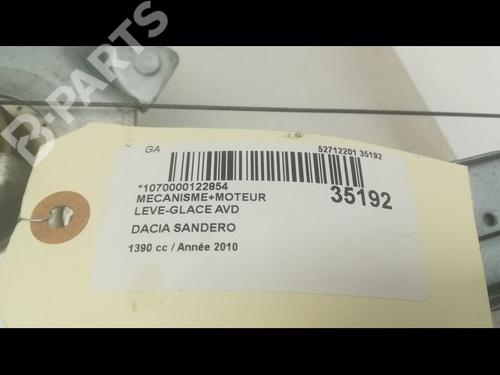 B-PARTS
GA
52712201 35192
*1070000122854
35192
MECANISME+MOTEUR
LEVE-GLACE AVD
DACIA SANDERO
1390 cc / Année 2010